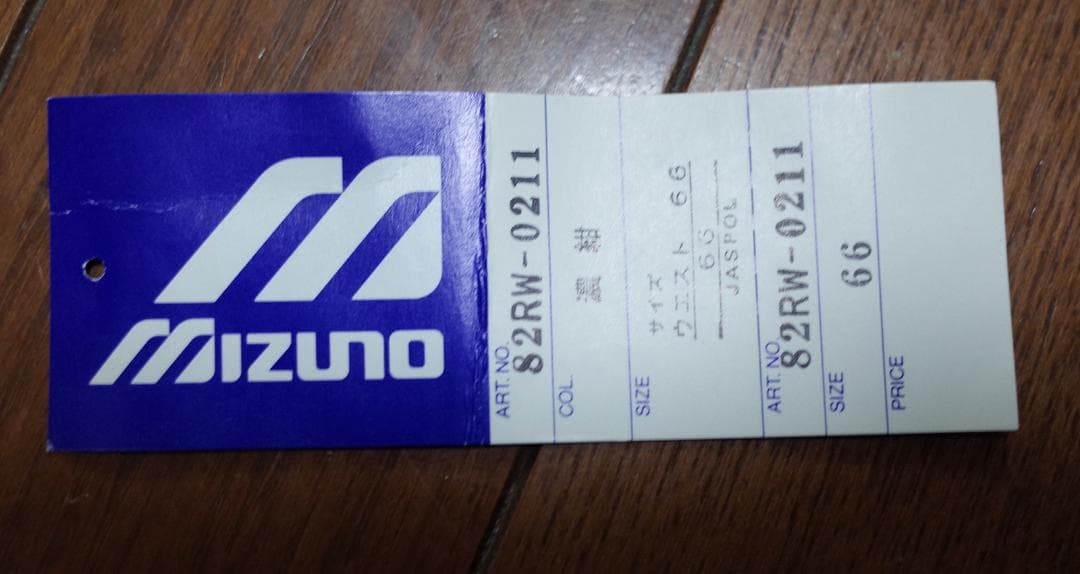 MIZUNO
ART. NO. 82RW-0211
COL. 濃 紺
SIZE
サイズ
ウエスト 66
66
JASPOL
ART. NO. 82RW-0211
SIZE 66
PRICE